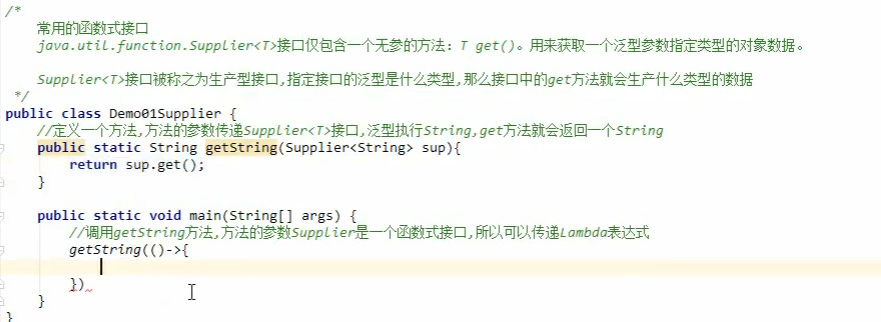 /*
常用的函数式接口
java.util.function.Supplier<T>接口仅包含一个无参的方法：T get()。用来获取一个泛型参数指定类型的对象数据。
Supplier<T>接口被称之为生产型接口,指定接口的泛型是什么类型,那么接口中的get方法就会生产什么类型的数据
*/
public class Demo01Supplier {
//定义一个方法,方法的参数传递Supplier<T>接口,泛型执行String,get方法就会返回一个String
public static String getString(Supplier<String> sup){
return sup.get();
}
public static void main(String[] args) {
//调用getString方法,方法的参数Supplier是一个函数式接口,所以可以传递Lambda表达式
getString(()->{
})
}
}